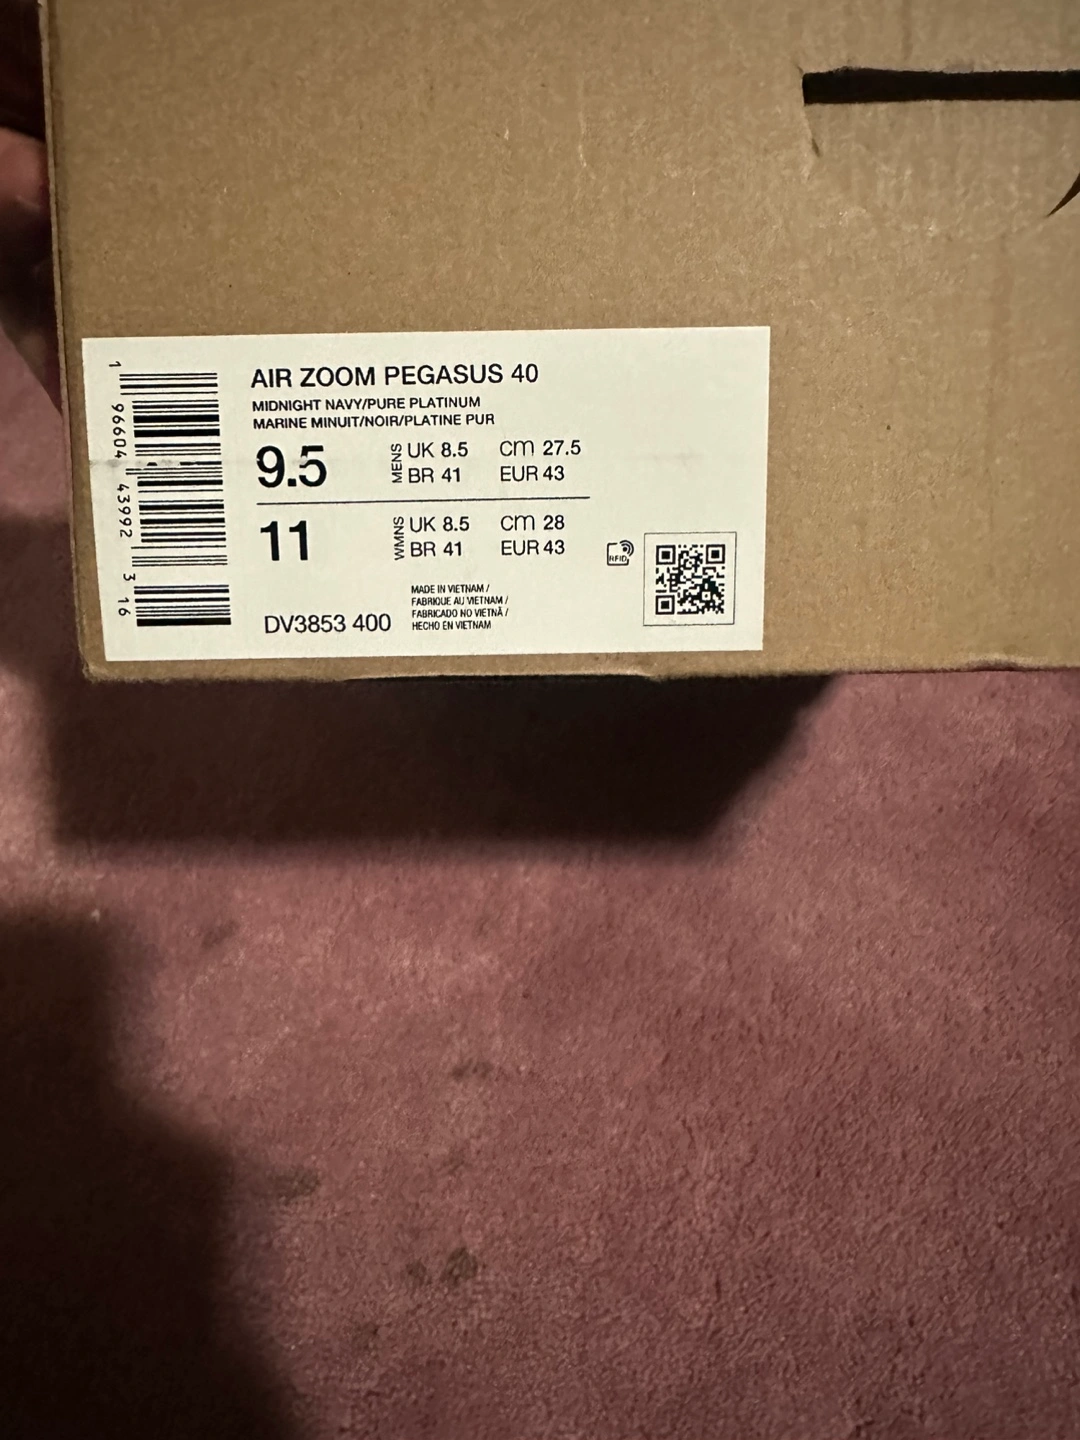 AIR ZOOM PEGASUS 40
MIDNIGHT NAVY/PURE PLATINUM
MARINE MINUIT/NOIR/PLATINE PUR
9.5 MENS UK 8.5 cm 27.5
BR 41 EUR 43
11 WMNS UK 8.5 cm 28
BR 41 EUR 43
RFID
MADE IN VIETNAM /
FABRIQUE AU VIETNAM /
FABRICADO NO VIETNÃ /
HECHO EN VIETNAM
DV3853 400
1 96604 43992 3 16